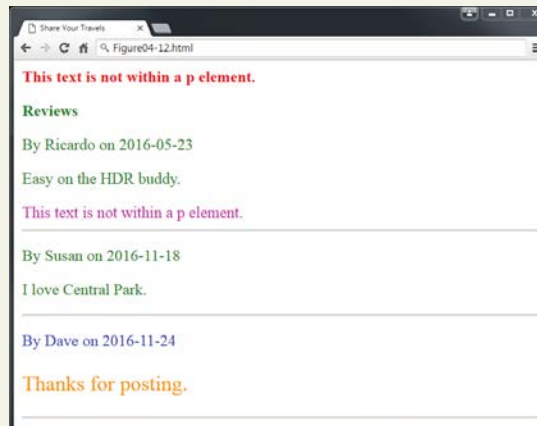 Share Your Travels
Figure04-12.html
This text is not within a p element.
Reviews
By Ricardo on 2016-05-23
Easy on the HDR buddy.
This text is not within a p element.
By Susan on 2016-11-18
I love Central Park.
By Dave on 2016-11-24
Thanks for posting.